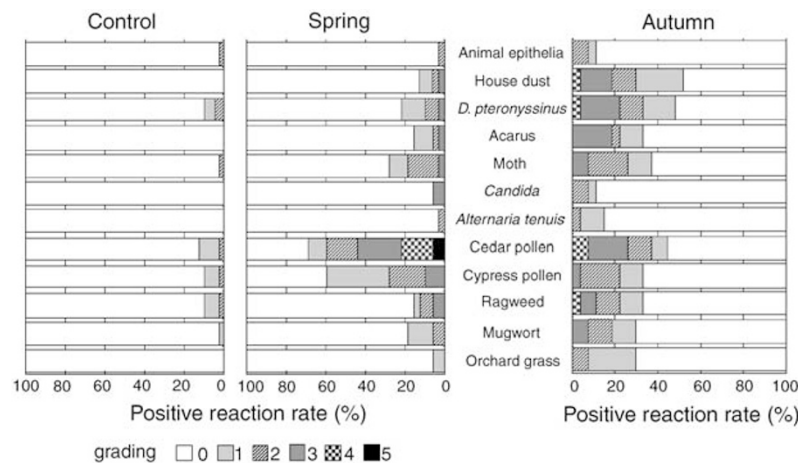 Control Spring Autumn
Animal epithelia
House dust
D. pteronyssinus
Acarus
Moth
Candida
Alternaria tenuis
Cedar pollen
Cypress pollen
Ragweed
Mugwort
Orchard grass
100 80 60 40 20 0 100 80 60 40 20 0 0 20 40 60 80 100
Positive reaction rate (%) Positive reaction rate (%) Positive reaction rate (%)
grading 0 1 2 3 4 5